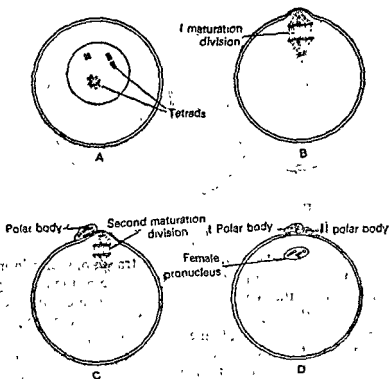 I maturation
division
Tetrads
A
B
Polar body
Second maturation
division
I Polar body
II polar body
Female
pronucleus
C
D